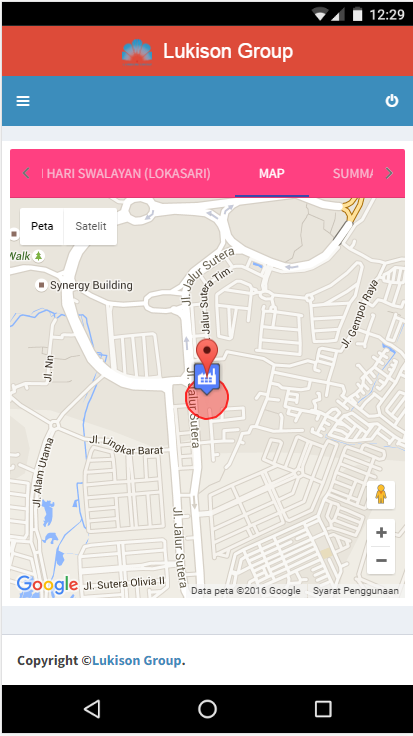 12:29
Lukison Group
HARI SWALAYAN (LOKASARI)
MAP
SUMMA
Peta
Satelit
Walk
Synergy Building
Jl. Jalur Sutera
Jalur Sutera Tim.
Jl. Gempol Raya
Jl. Nn
Jl. Jalur Sutera
Jl. Lingkar Barat
Jl. Alam Utama
Jl. Jalur Sutera
Jl. Sutera Olivia II
Google
Data peta ©2016 Google
Syarat Penggunaan
Copyright ©Lukison Group.